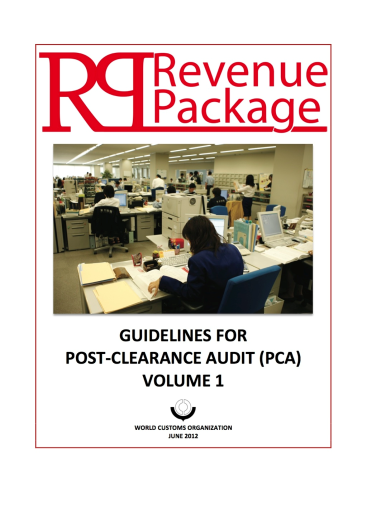 RP Revenue
Package
GUIDELINES FOR
POST-CLEARANCE AUDIT (PCA)
VOLUME 1
WORLD CUSTOMS ORGANIZATION
JUNE 2012